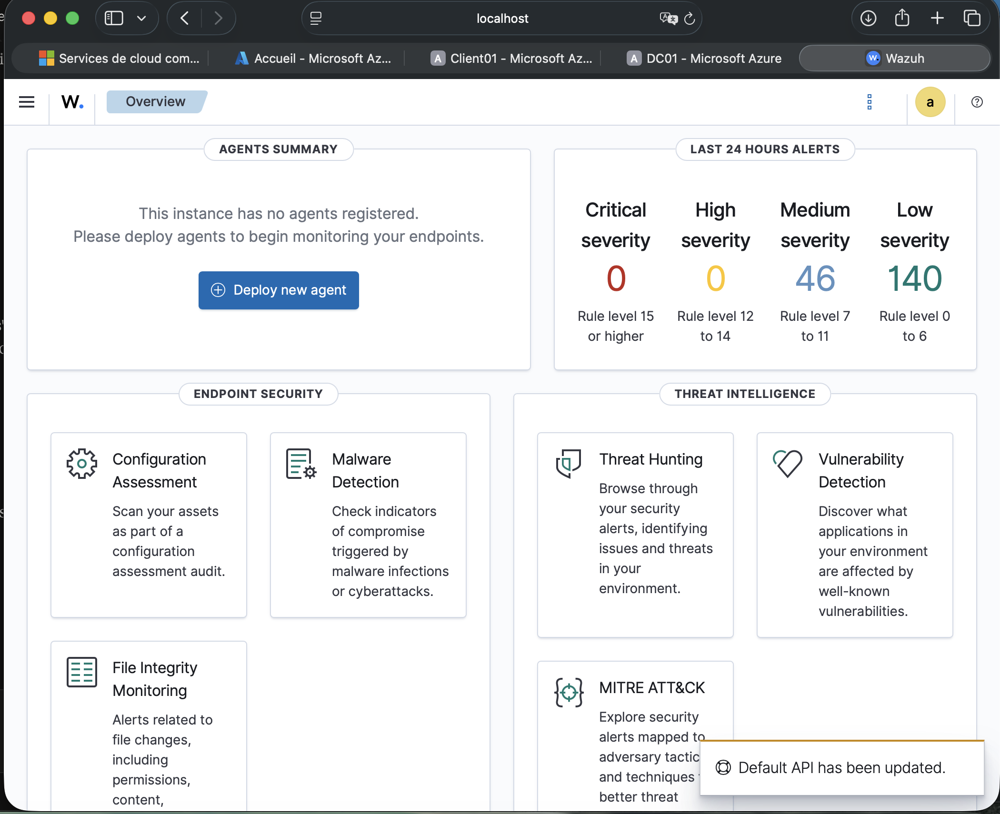 localhost
Services de cloud com...
Accueil - Microsoft Az...
A Client01 - Microsoft Az...
A DC01 - Microsoft Azure
W. Wazuh
W.
Overview
a
AGENTS SUMMARY
This instance has no agents registered.
Please deploy agents to begin monitoring your endpoints.
Deploy new agent
LAST 24 HOURS ALERTS
Critical severity
0
Rule level 15
or higher
High severity
0
Rule level 12
to 14
Medium severity
46
Rule level 7
to 11
Low severity
140
Rule level 0
to 6
ENDPOINT SECURITY
Configuration
Assessment
Scan your assets
as part of a
configuration
assessment audit.
Malware
Detection
Check indicators
of compromise
triggered by
malware infections
or cyberattacks.
File Integrity
Monitoring
Alerts related to
file changes,
including
permissions,
content,
THREAT INTELLIGENCE
Threat Hunting
Browse through
your security
alerts, identifying
issues and threats
in your
environment.
Vulnerability
Detection
Discover what
applications in
your environment
are affected by
well-known
vulnerabilities.
MITRE ATT&CK
Explore security
alerts mapped to
adversary tactic
and techniques
better threat
Default API has been updated.